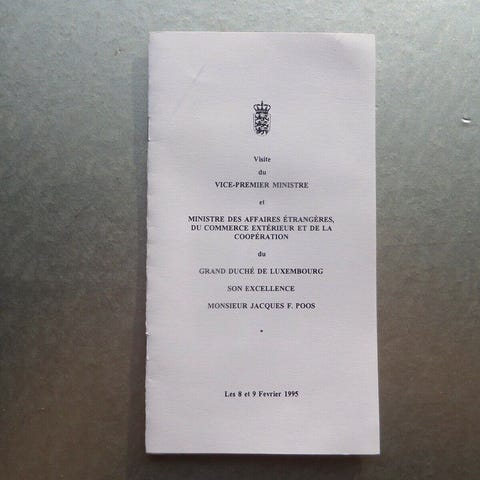 Visite
du
VICE-PREMIER MINISTRE
et
MINISTRE DES AFFAIRES ÉTRANGÈRES,
DU COMMERCE EXTÉRIEUR ET DE LA
COOPÉRATION
du
GRAND DUCHÉ DE LUXEMBOURG
SON EXCELLENCE
MONSIEUR JACQUES F. POOS
*
Les 8 et 9 Fevrier 1995